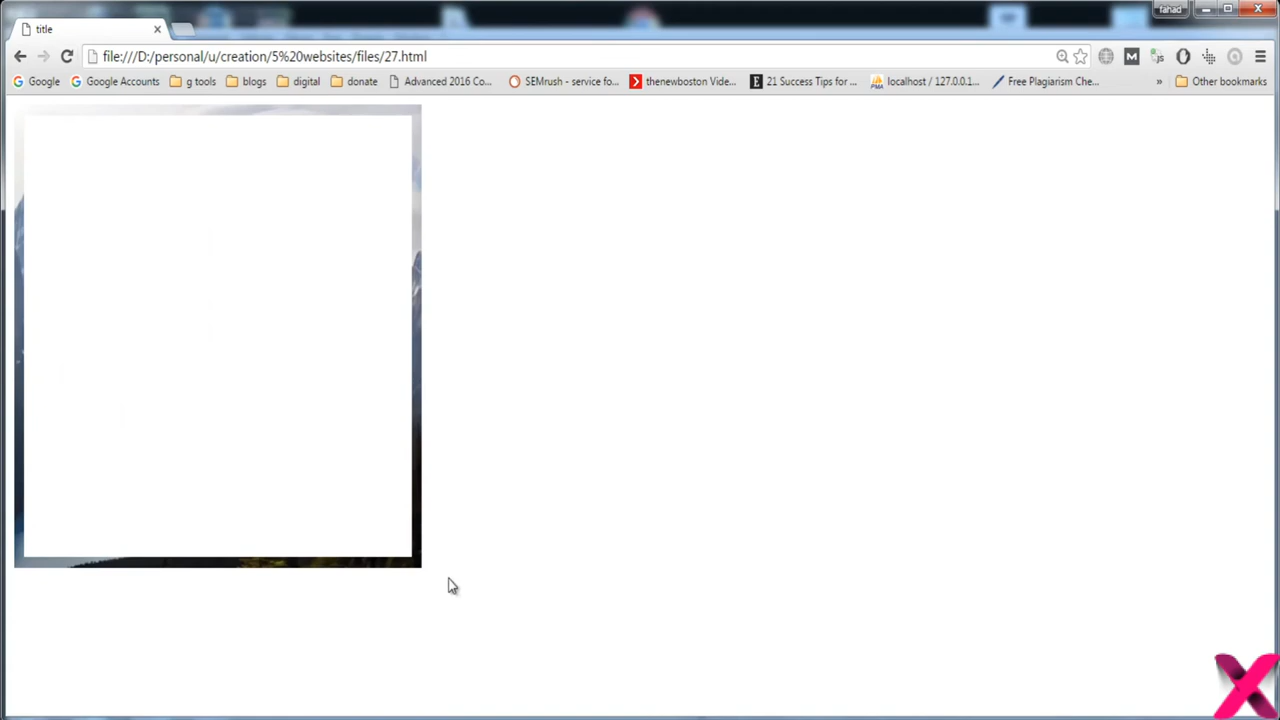 fahad
title
file:///D:/personal/u/creation/5%20websites/files/27.html
Google Google Accounts g tools blogs digital donate Advanced 2016 Co... SEMrush - service fo... thenewboston Vide... 21 Success Tips for ... localhost / 127.0.0.1... Free Plagiarism Che... » Other bookmarks